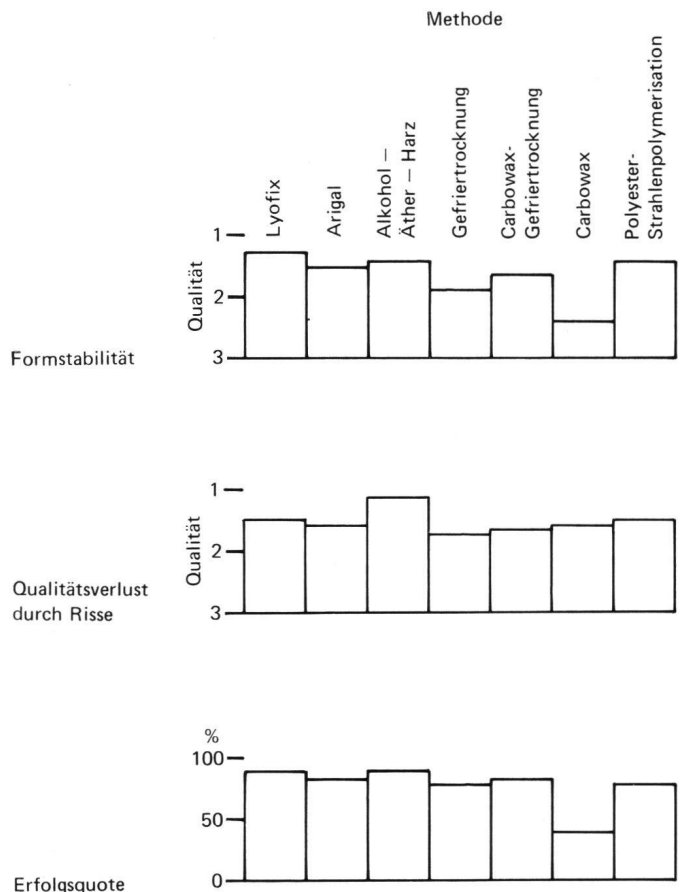 Methode
Lyofix
Arigal
Alkohol –
Äther – Harz
Gefriertrocknung
Carbowax-
Gefriertrocknung
Carbowax
Polyester-
Strahlenpolymerisation
1
2
3
Qualität
Formstabilität
1
2
3
Qualität
Qualitätsverlust
durch Risse
%
100
50
0
Erfolgsquote